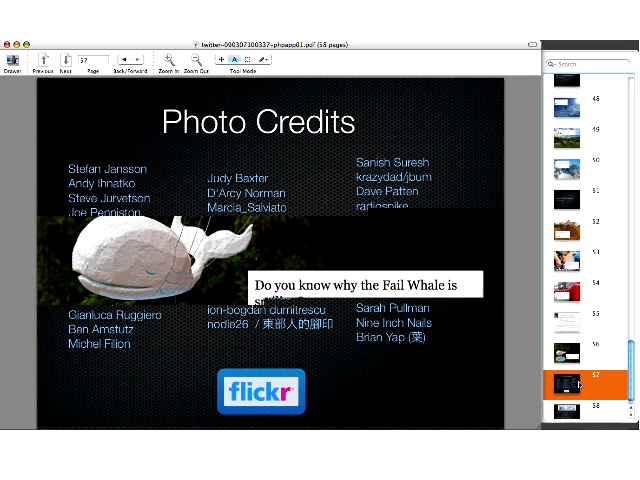 twitter-090307100337-phpapp01.pdf (58 pages)
57
Drawer
Previous
Next
Page
Back/Forward
Zoom In
Zoom Out
Tool Mode
Search
Photo Credits
Stefan Jansson
Andy Ihnatko
Steve Jurvetson
Joe Penniston
Judy Baxter
D'Arcy Norman
Marcia_Salviato
Sanish Suresh
krazydad/jbum
Dave Patten
radiospike
Do you know why the Fail Whale is
Gianluca Ruggiero
Ben Amstutz
Michel Filion
ion-bogdan dumitrescu
nodie26 / 東部人的腳印
Sarah Pullman
Nine Inch Nails
Brian Yap (葉)
flickr
48
49
50
51
52
53
54
55
56
57
58